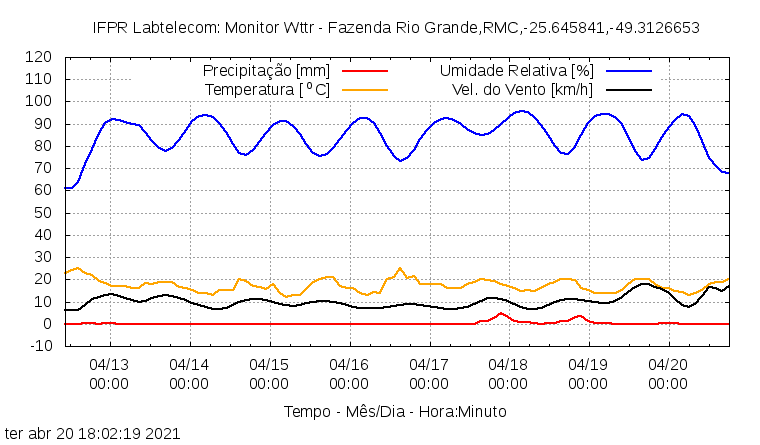 IFPR Labtelecom: Monitor Wttr - Fazenda Rio Grande,RMC,-25.645841,-49.3126653
120
110
100
90
80
70
60
50
40
30
20
10
0
-10
Precipitação [mm]
Temperatura [⁰C]
Umidade Relativa [%]
Vel. do Vento [km/h]
04/13 04/14 04/15 04/16 04/17 04/18 04/19 04/20
00:00 00:00 00:00 00:00 00:00 00:00 00:00 00:00
Tempo - Mês/Dia - Hora:Minuto
ter abr 20 18:02:19 2021